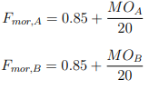 F_{mor,A} = 0.85 + \frac{MO_A}{20}
F_{mor,B} = 0.85 + \frac{MO_B}{20}